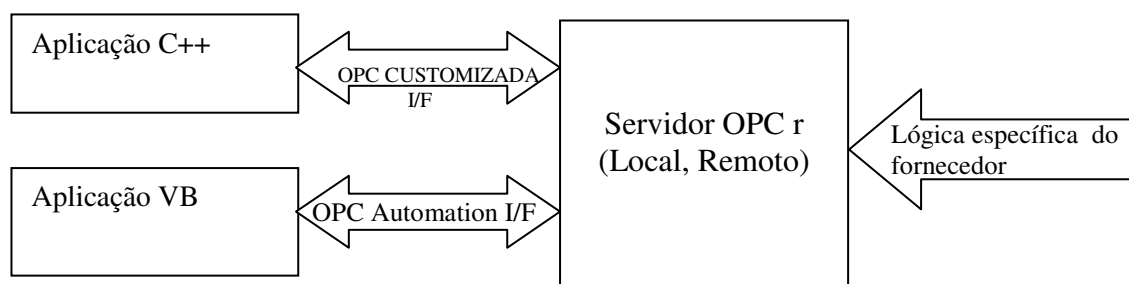 Aplicação C++
OPC CUSTOMIZADA
I/F
Servidor OPC r
(Local, Remoto)
Lógica específica do
fornecedor
Aplicação VB
OPC Automation I/F